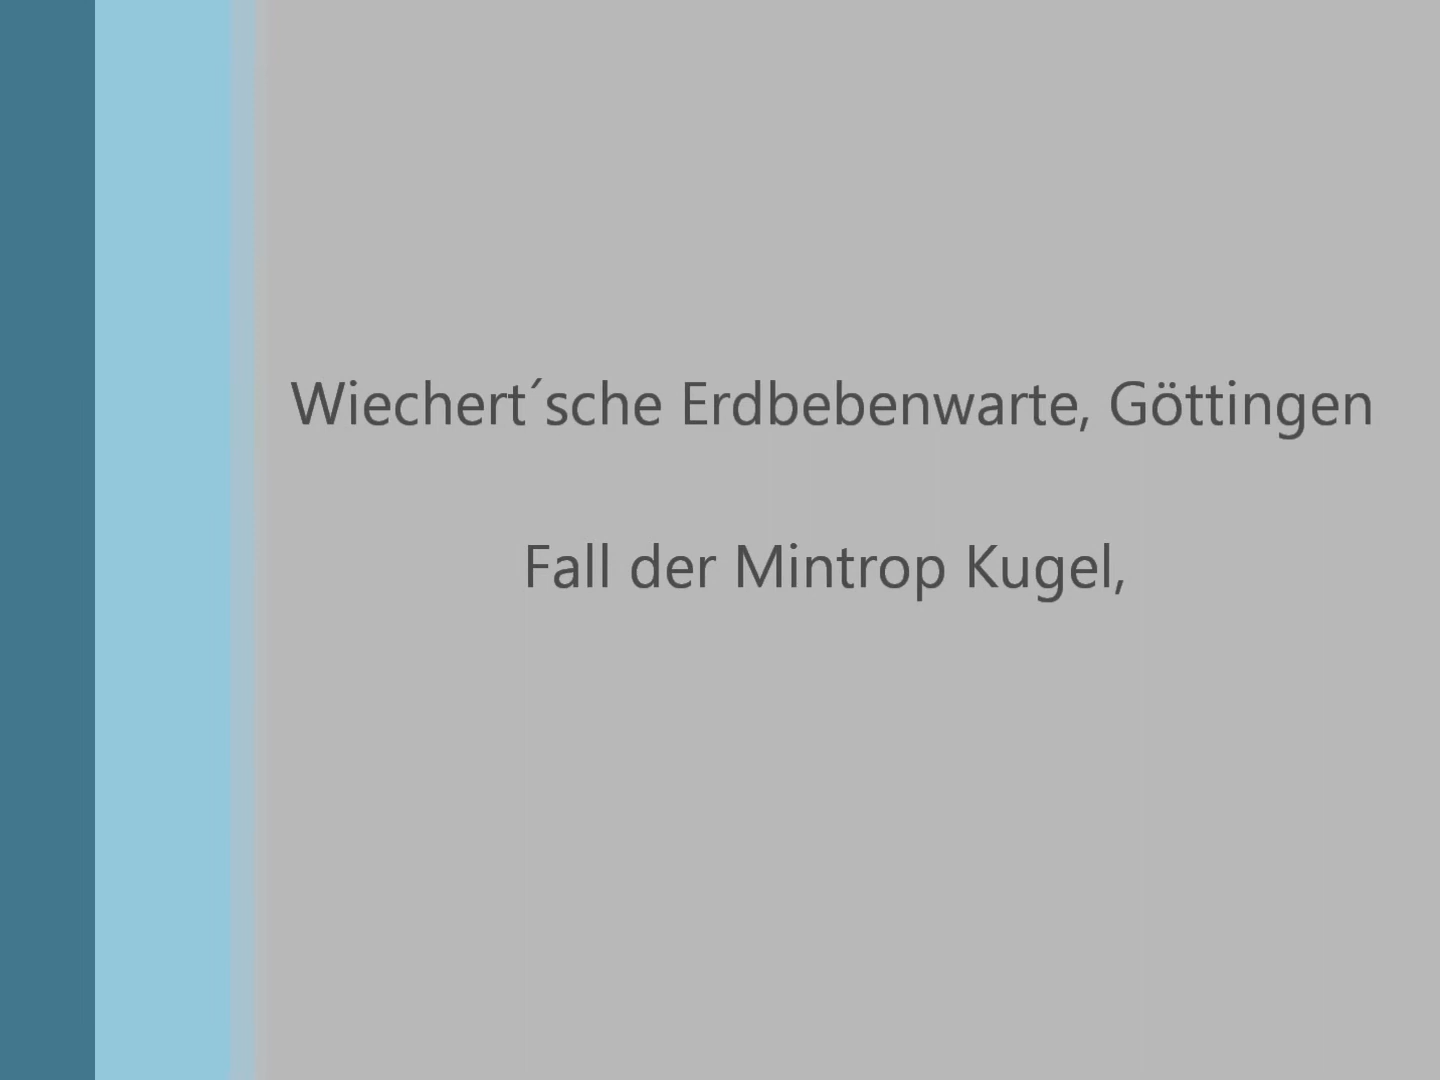 Wiechert´sche Erdbebenwarte, Göttingen
Fall der Mintrop Kugel,